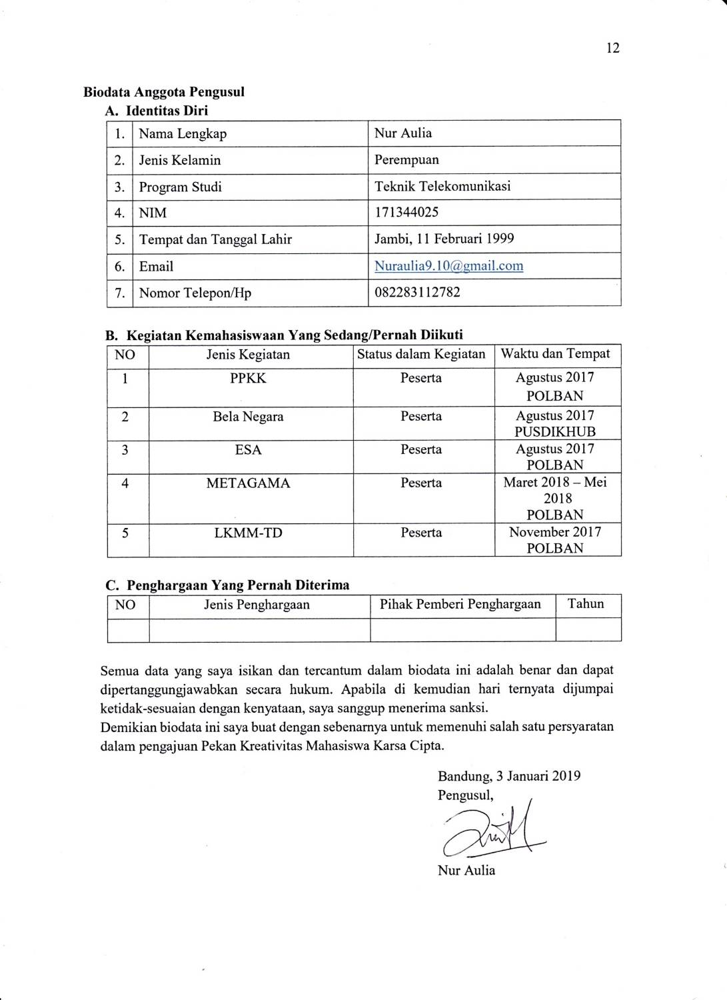 12
Biodata Anggota Pengusul
A. Identitas Diri
1. Nama Lengkap Nur Aulia
2. Jenis Kelamin Perempuan
3. Program Studi Teknik Telekomunikasi
4. NIM 171344025
5. Tempat dan Tanggal Lahir Jambi, 11 Februari 1999
6. Email Nuraulia9.10@gmail.com
7. Nomor Telepon/Hp 082283112782
B. Kegiatan Kemahasiswaan Yang Sedang/Pernah Diikuti
NO Jenis Kegiatan Status dalam Kegiatan Waktu dan Tempat
1 PPKK Peserta Agustus 2017
POLBAN
2 Bela Negara Peserta Agustus 2017
PUSDIKHUB
3 ESA Peserta Agustus 2017
POLBAN
4 METAGAMA Peserta Maret 2018 – Mei
2018
POLBAN
5 LKMM-TD Peserta November 2017
POLBAN
C. Penghargaan Yang Pernah Diterima
NO Jenis Penghargaan Pihak Pemberi Penghargaan Tahun
Semua data yang saya isikan dan tercantum dalam biodata ini adalah benar dan dapat
dipertanggungjawabkan secara hukum. Apabila di kemudian hari ternyata dijumpai
ketidak-sesuaian dengan kenyataan, saya sanggup menerima sanksi.
Demikian biodata ini saya buat dengan sebenarnya untuk memenuhi salah satu persyaratan
dalam pengajuan Pekan Kreativitas Mahasiswa Karsa Cipta.
Bandung, 3 Januari 2019
Pengusul,
Nur Aulia